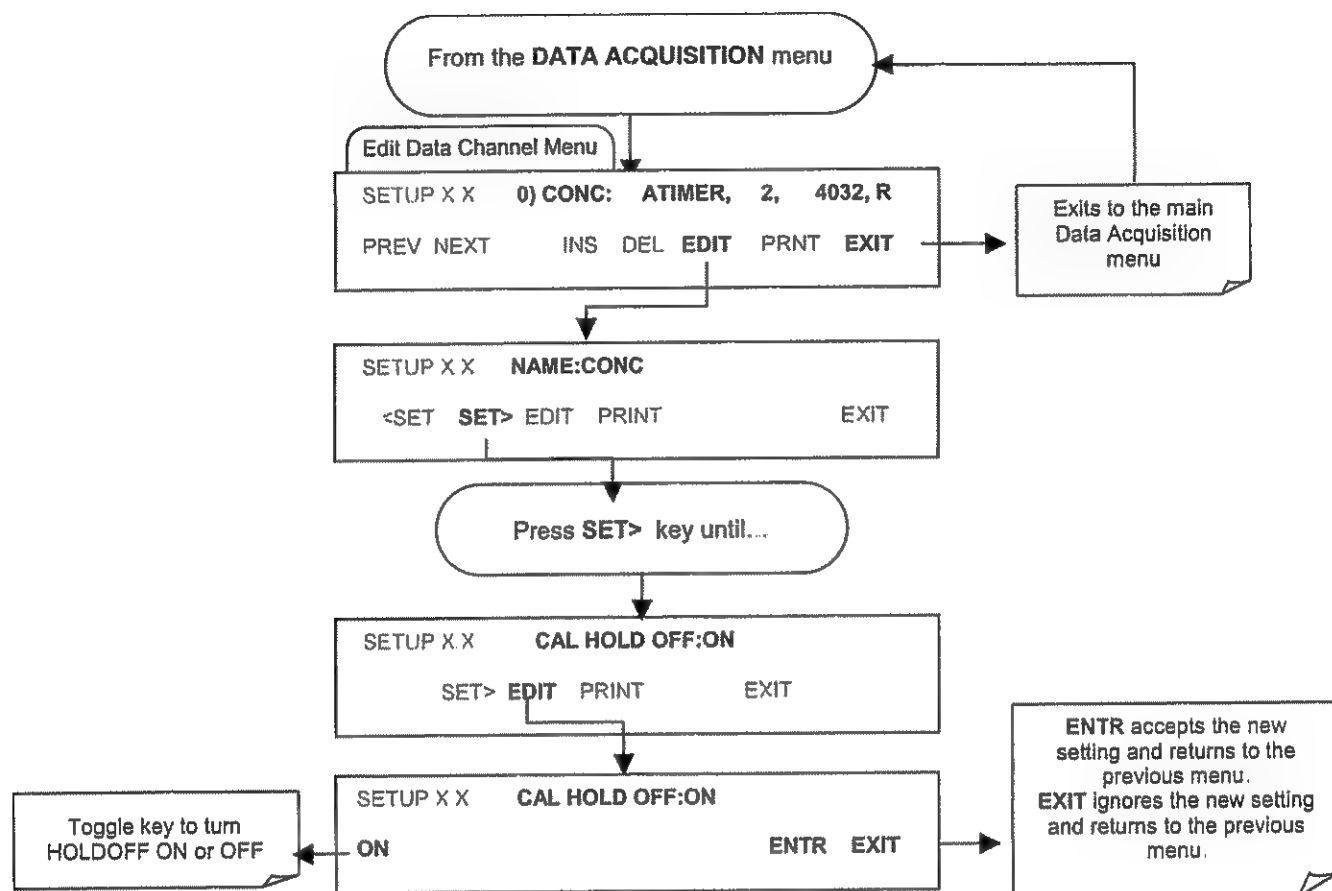 From the DATA ACQUISITION menu
Edit Data Channel Menu
SETUP X X 0) CONC: ATIMER, 2, 4032, R
PREV NEXT INS DEL EDIT PRNT EXIT
Exits to the main
Data Acquisition
menu
SETUP X X NAME:CONC
<SET SET> EDIT PRINT EXIT
Press SET> key until...
SETUP X.X CAL HOLD OFF:ON
SET> EDIT PRINT EXIT
SETUP X X CAL HOLD OFF:ON
ON ENTR EXIT
Toggle key to turn
HOLDOFF ON or OFF
ENTR accepts the new
setting and returns to the
previous menu.
EXIT ignores the new setting
and returns to the previous
menu.